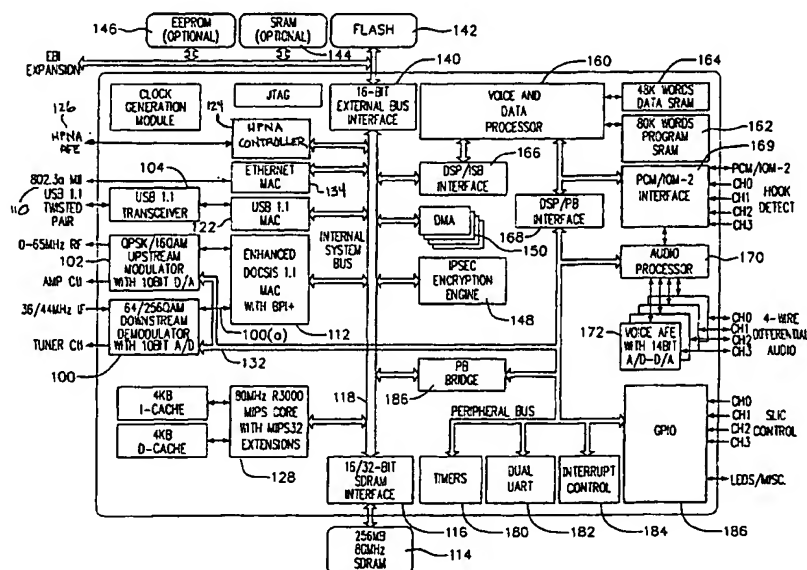 146
EEPROM
(OPTIONAL)
SRAM
(OPTIONAL)
144
FLASH
142
EBI
EXPANSION
140
160
164
CLOCK
GENERATION
MODULE
JTAG
16-BIT
EXTERNAL BUS
INTERFACE
VOICE AND
DATA
PROCESSOR
48K WORCS
DATA SRAM
80K WORDS
PROGRAM
SRAM
162
126
HPNA
AFE
124
HPNA
CONTROLLER
169
802.3a MII
ETHERNET
MAC
134
DSP/ISB
INTERFACE
166
PCM/IOM-2
INTERFACE
PCM/IOM-2
CH0
CH1
CH2
CH3
HOOK
DETECT
110
USB 1.1
TWISTED
PAIR
104
USB 1.1
TRANSCEIVER
USB 1.1
MAC
122
DSP/PB
INTERFACE
168
DMA
150
0-65MHz RF
102
AMP Ctl
QPSK/16QAM
UPSTREAM
MODULATOR
WITH 10BIT D/A
ENHANCED
DOCSIS 1.1
MAC
WITH BPI+
112
INTERNAL
SYSTEM
BUS
IPSEC
ENCRYPTION
ENGINE
148
AUDIO
PROCESSOR
170
36/44MHz IF
TUNER Ctl
100
64/256QAM
DOWNSTREAM
DEMODULATOR
WITH 10BIT A/D
100(a)
132
172
VOICE AFE
WITH 14BIT
A/D-D/A
CH0
CH1
CH2
CH3
4-WIRE
DIFFERENTIAL
AUDIO
118
PB
BRIDGE
186
4KB
I-CACHE
4KB
D-CACHE
80MHz R3000
MIPS CORE
WITH MIPS32
EXTENSIONS
128
PERIPHERAL BUS
GPIO
CH0
CH1
CH2
CH3
SLIC
CONTROL
16/32-BIT
SDRAM
INTERFACE
116
TIMERS
180
DUAL
UART
182
INTERRUPT
CONTROL
184
LEDS/MISC.
186
256MB
80MHz
SDRAM
114